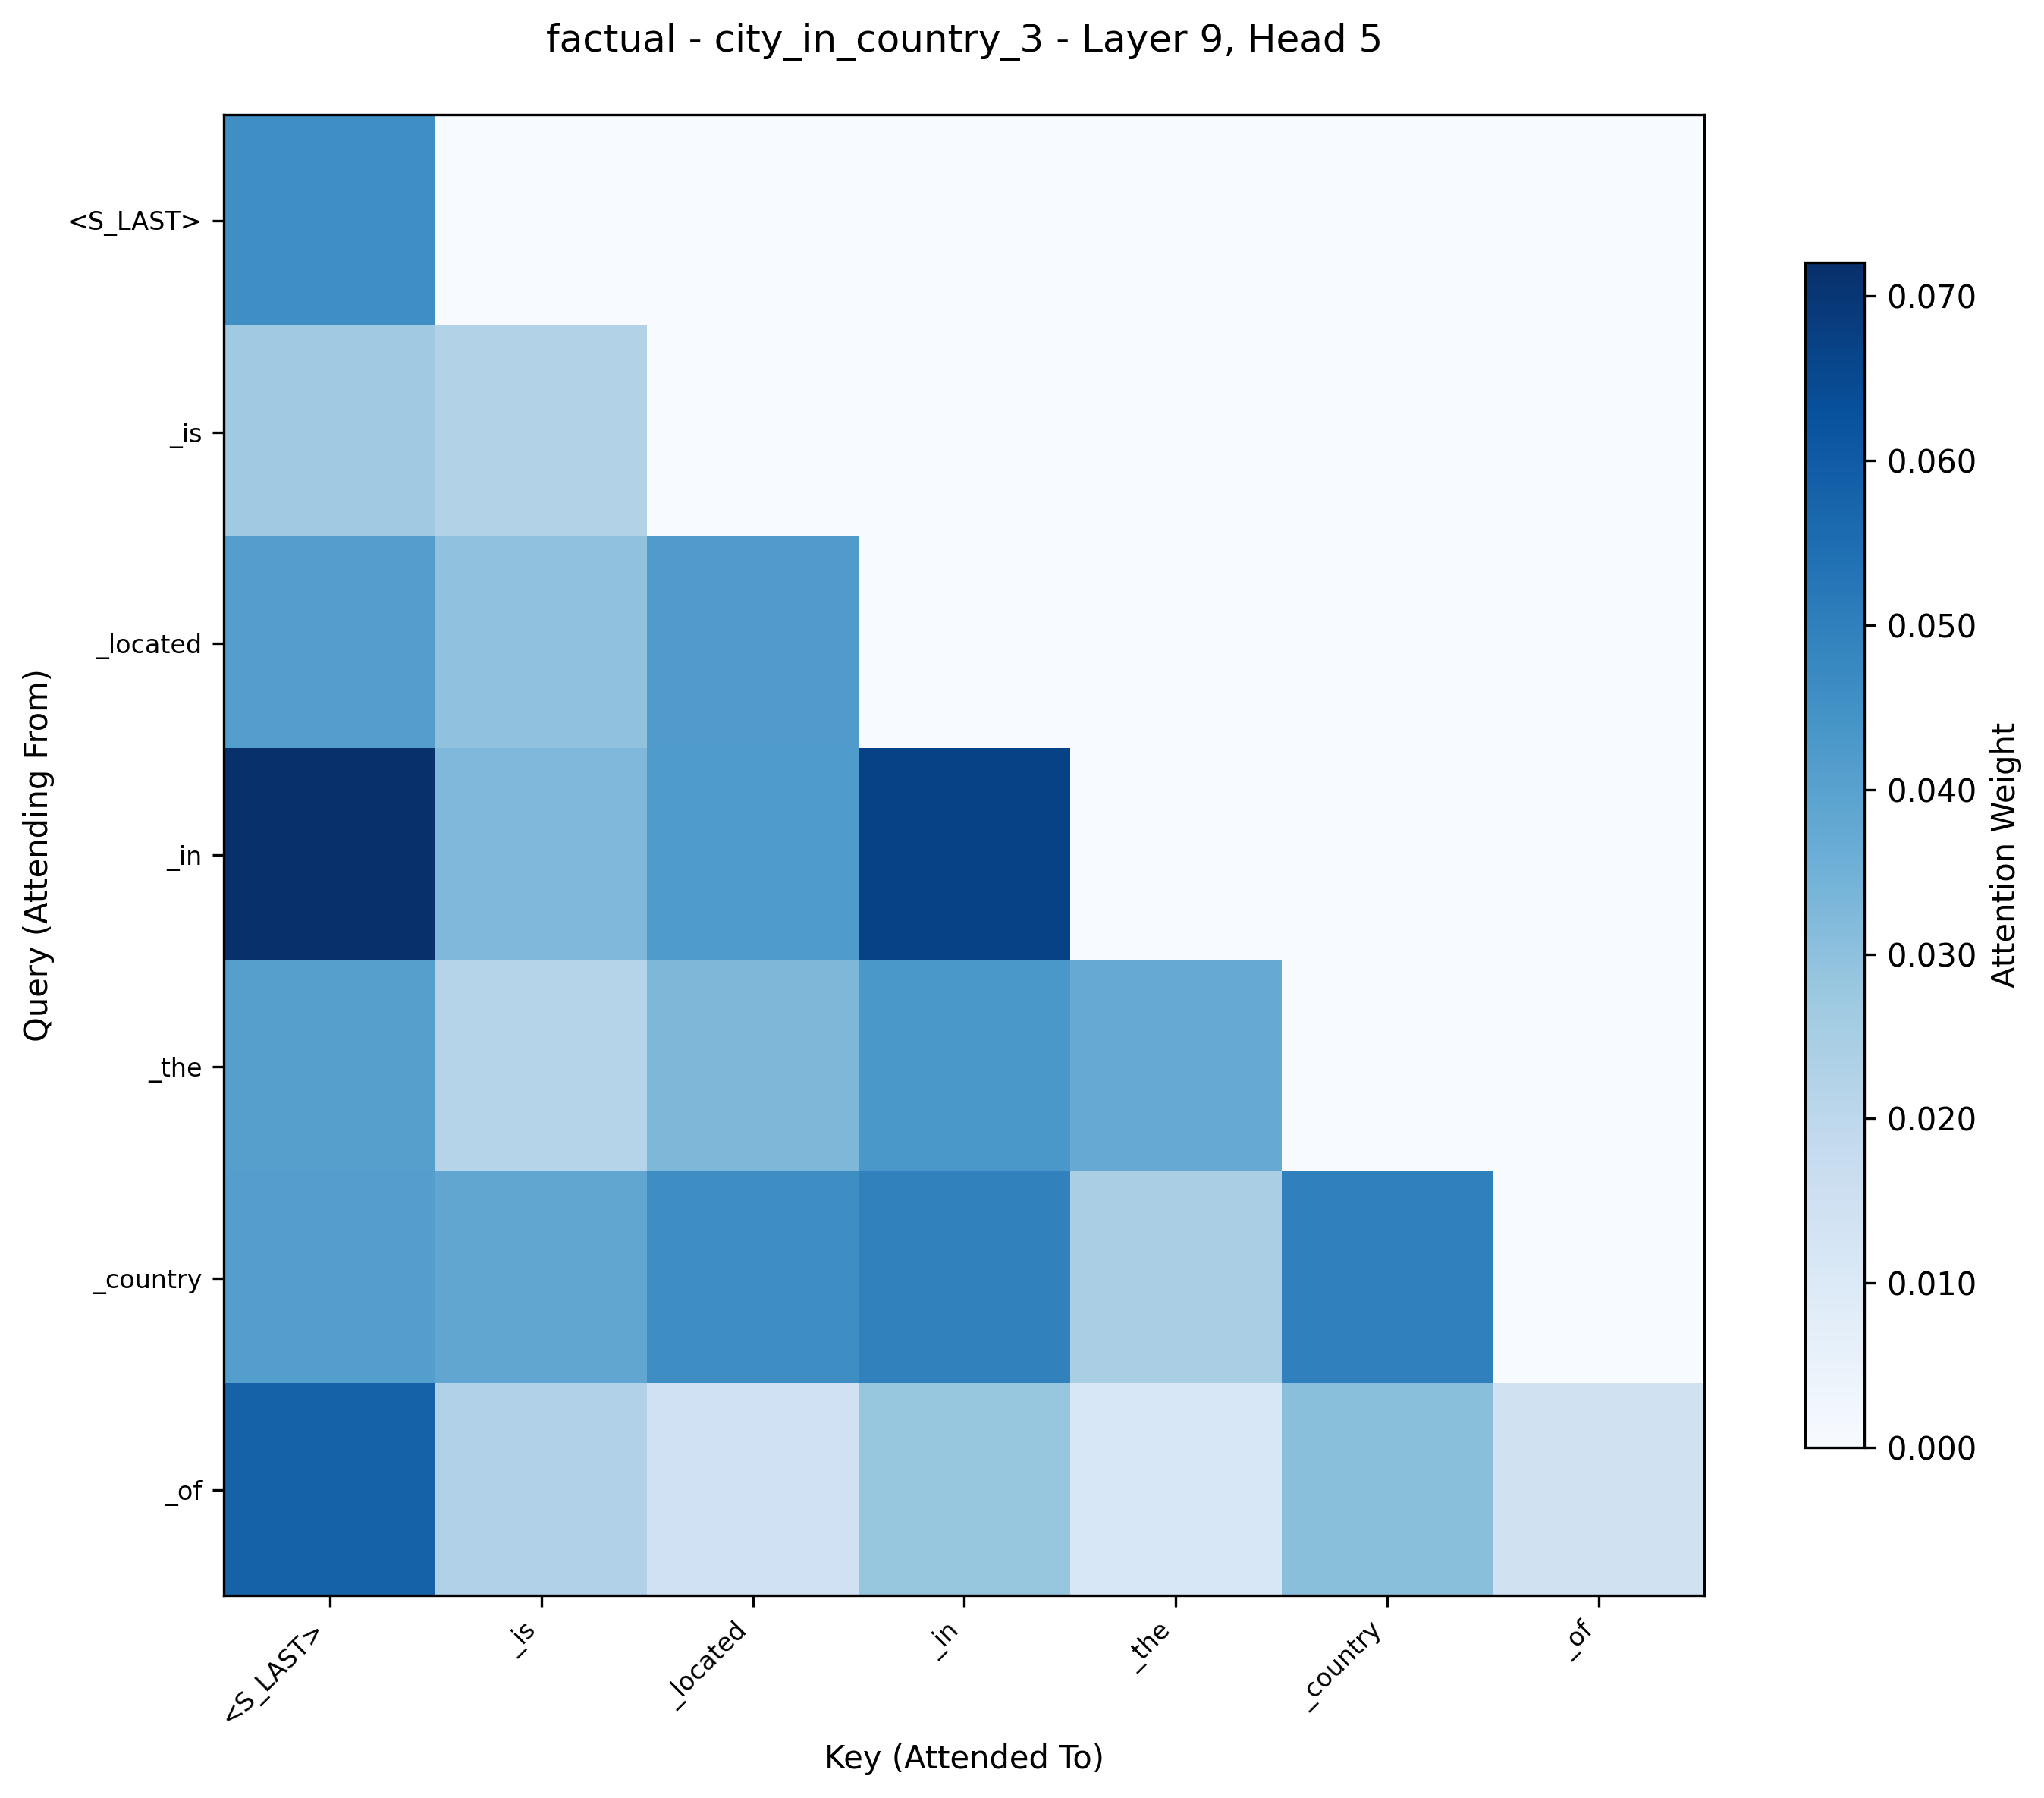 factual - city_in_country_3 - Layer 9, Head 5
Query (Attending From)
<S_LAST>
_is
_located
_in
_the
_country
_of
<S_LAST>
_is
_located
_in
_the
_country
_of
Key (Attended To)
0.070
0.060
0.050
0.040
0.030
0.020
0.010
0.000
Attention Weight